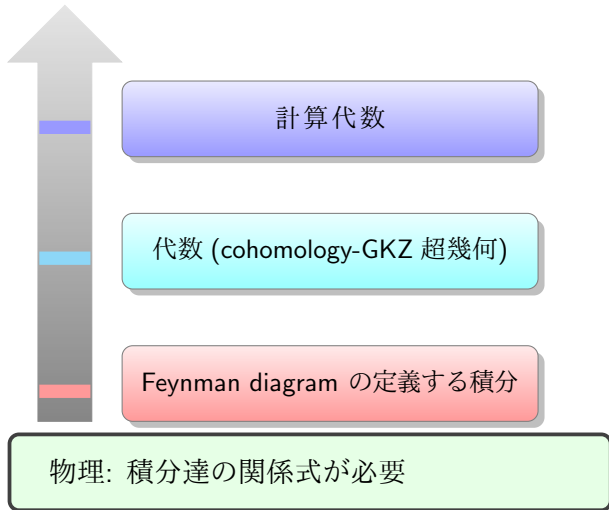 計算代数
代数 (cohomology-GKZ 超幾何)
Feynman diagram の定義する積分
物理: 積分達の関係式が必要